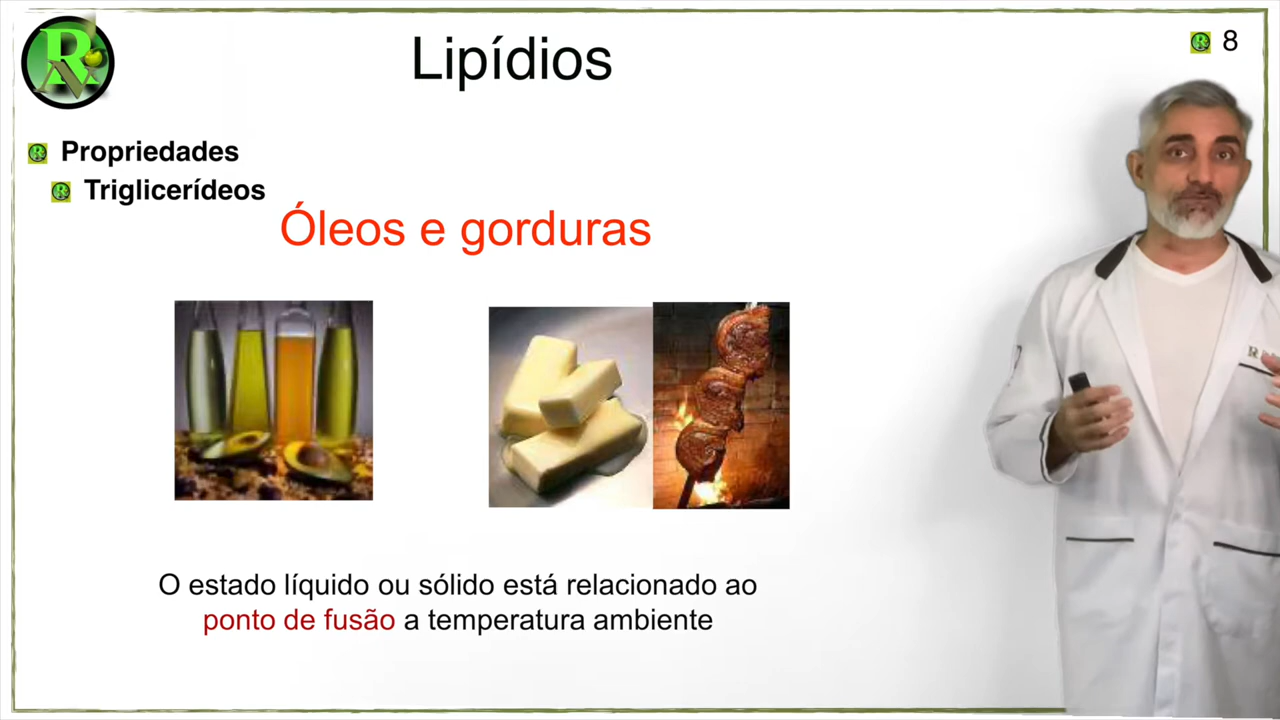 Lipídios
8
Propriedades
Triglicerídeos
Óleos e gorduras
O estado líquido ou sólido está relacionado ao
ponto de fusão a temperatura ambiente